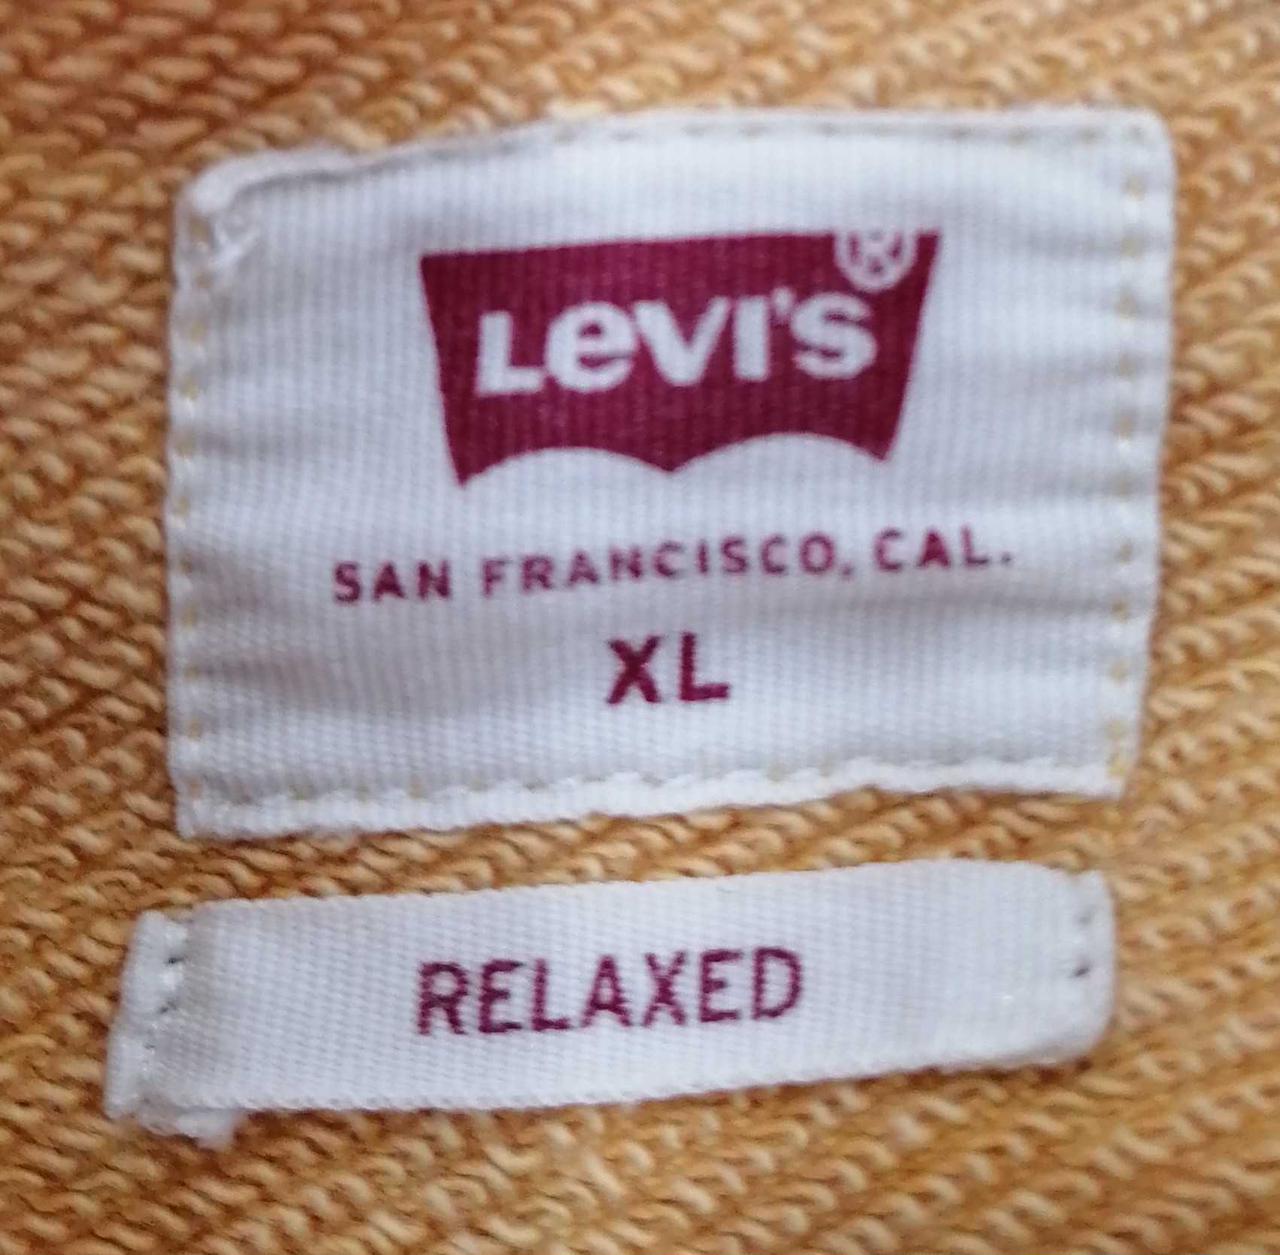 Levi's®
SAN FRANCISCO, CAL.
XL
RELAXED